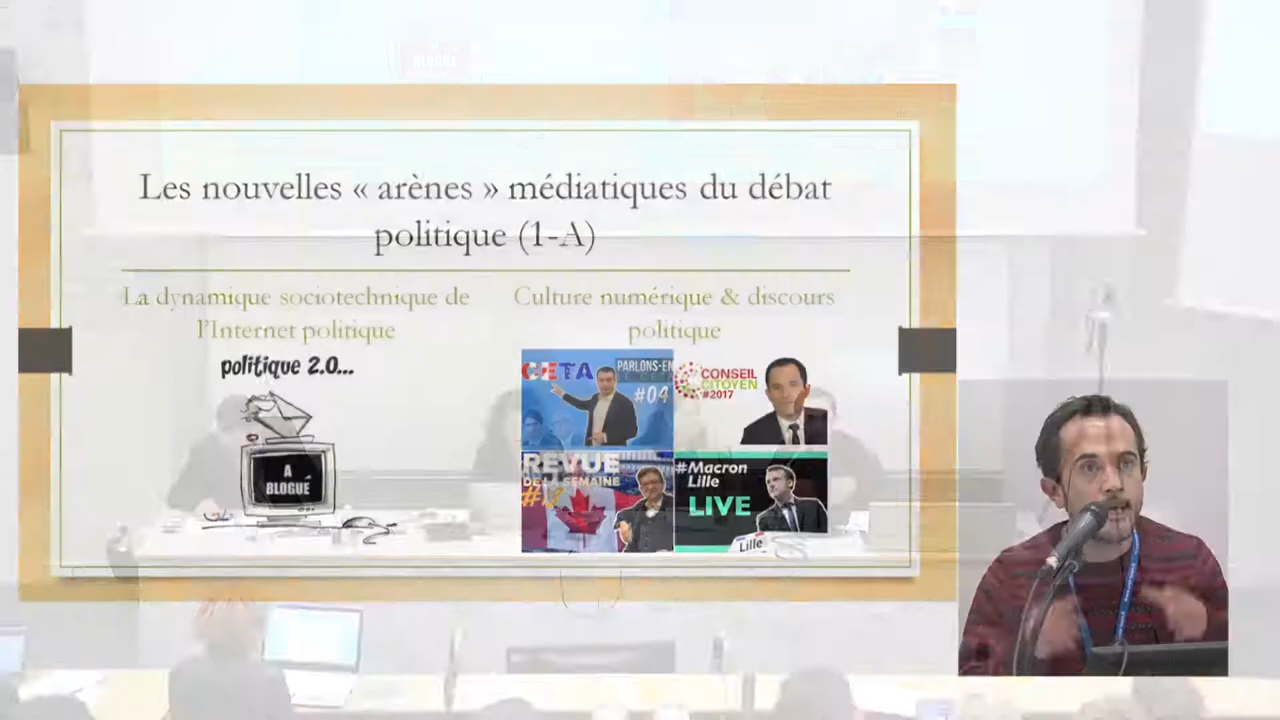 BLOGUÉ
Les nouvelles « arènes » médiatiques du débat
politique (1-A)
La dynamique sociotechnique de
l'Internet politique
politique 2.0...
A
BLOGUÉ
Culture numérique & discours
politique
CETA
PARLONS-EN
#04
CONSEIL
CITOYEN
#2017
REVUE
DE LA SEMAINE
#Macron
Lille
LIVE
Lille